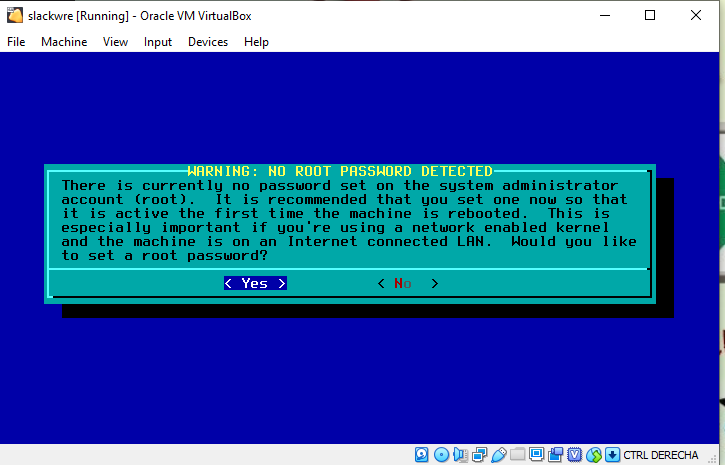 slackwre [Running] - Oracle VM VirtualBox
File Machine View Input Devices Help
WARNING: NO ROOT PASSWORD DETECTED
There is currently no password set on the system administrator
account (root).  It is recommended that you set one now so that
it is active the first time the machine is rebooted.  This is
especially important if you're using a network enabled kernel
and the machine is on an Internet connected LAN.  Would you like
to set a root password?
< Yes > < No >
CTRL DERECHA